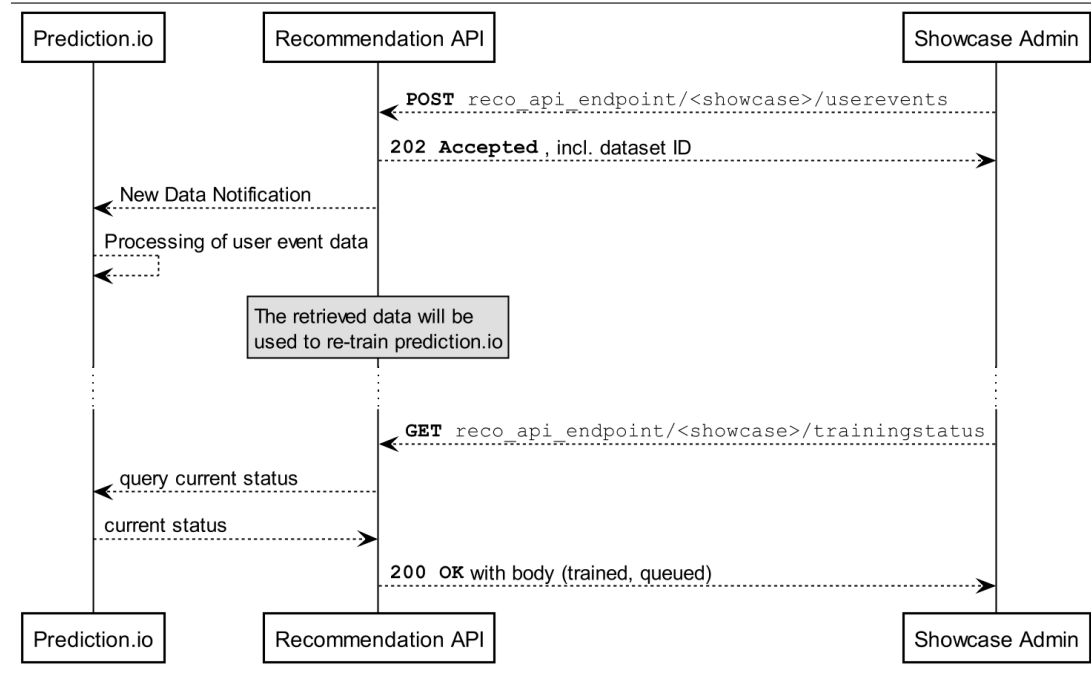 Prediction.io
Recommendation API
Showcase Admin
POST reco_api_endpoint/<showcase>/userevents
202 Accepted , incl. dataset ID
New Data Notification
Processing of user event data
The retrieved data will be
used to re-train prediction.io
GET reco_api_endpoint/<showcase>/trainingstatus
query current status
current status
200 OK with body (trained, queued)
Prediction.io
Recommendation API
Showcase Admin